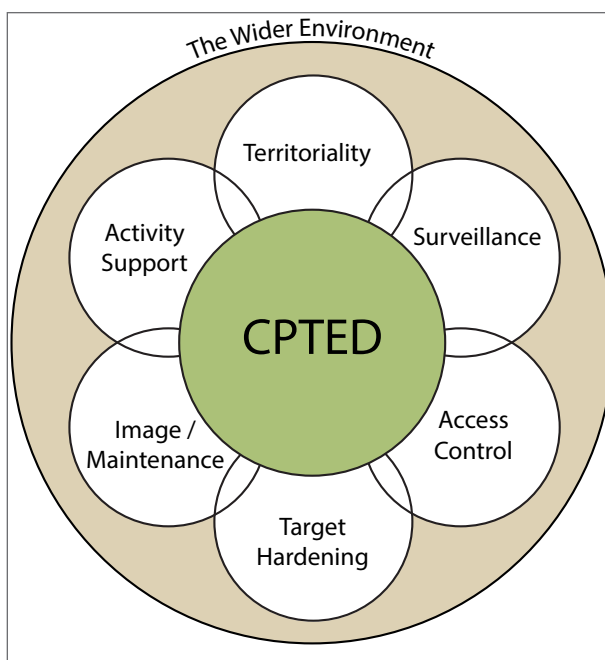 The Wider Environment
Territoriality
Surveillance
Access
Control
Target
Hardening
Image /
Maintenance
Activity
Support
CPTED